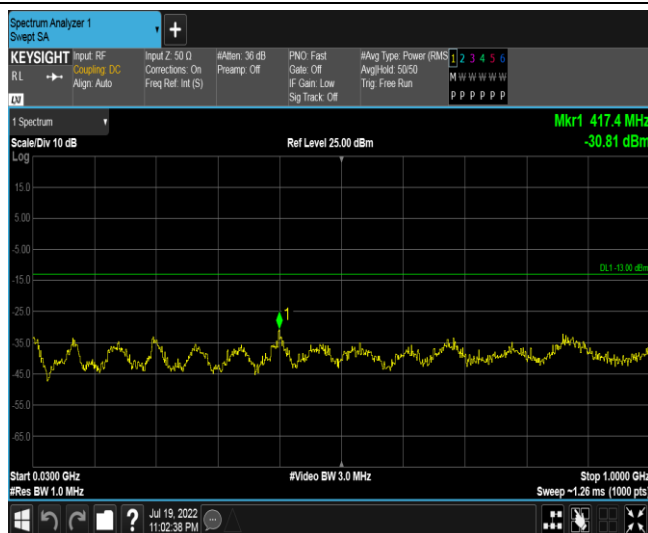 Spectrum Analyzer 1
Swept SA
+
KEYSIGHT
RL
LXI
Input: RF
Coupling: DC
Align: Auto
Input Z: 50 Ω
Corrections: On
Freq Ref: Int (S)
#Atten: 36 dB
Preamp: Off
PNO: Fast
Gate: Off
IF Gain: Low
Sig Track: Off
#Avg Type: Power (RMS
Avg|Hold: 50/50
Trig: Free Run
1 2 3 4 5 6
M W W W W W
P P P P P P
1 Spectrum
Scale/Div 10 dB
Ref Level 25.00 dBm
Mkr1 417.4 MHz
-30.81 dBm
Log
15.0
5.00
-5.00
DL1 -13.00 dBm
-15.0
-25.0
1
-35.0
-45.0
-55.0
-65.0
Start 0.0300 GHz
#Video BW 3.0 MHz
Stop 1.0000 GHz
#Res BW 1.0 MHz
Sweep ~1.26 ms (1000 pts)
?
Jul 19, 2022
11:02:38 PM